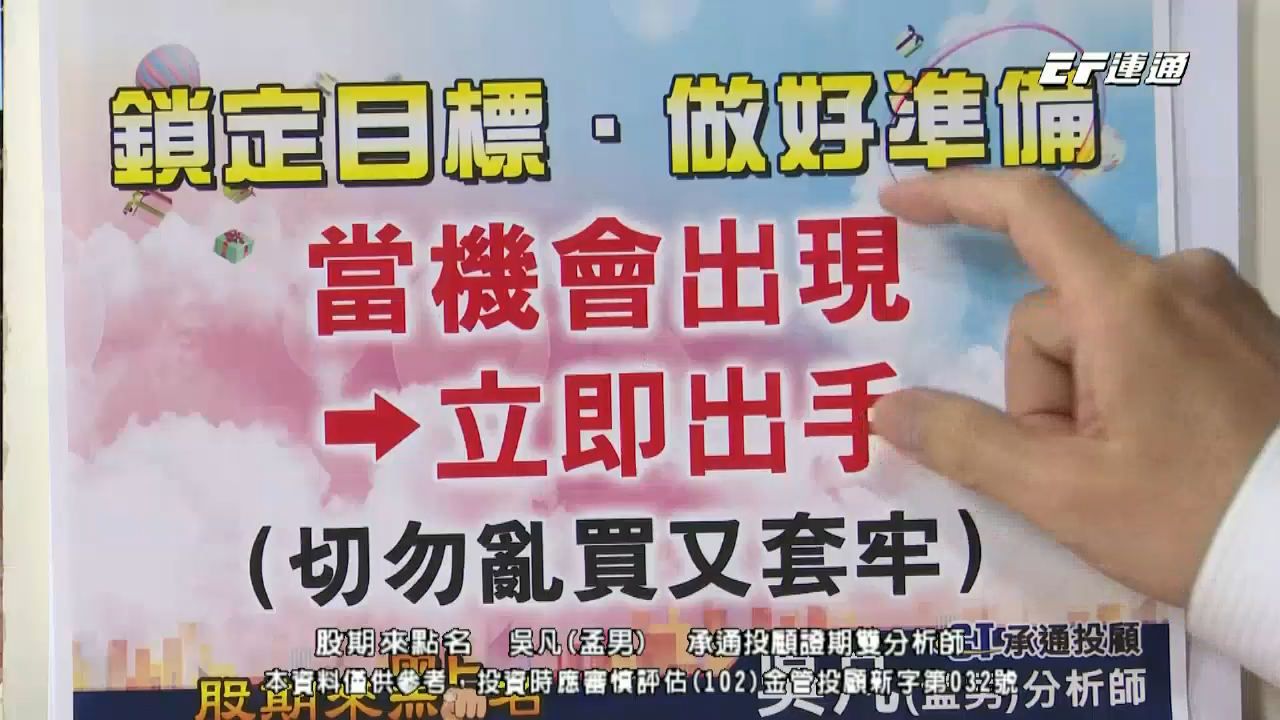 EF運通
鎖定目標・做好準備
當機會出現
➡立即出手
(切勿亂買又套牢)
股期來點名 吳凡(孟男) 承通投顧證期雙分析師
承通投顧
本資料僅供參考,投資時應審慎評估(102)金管投顧新字第032號
股期來點名
吳凡(孟男)分析師